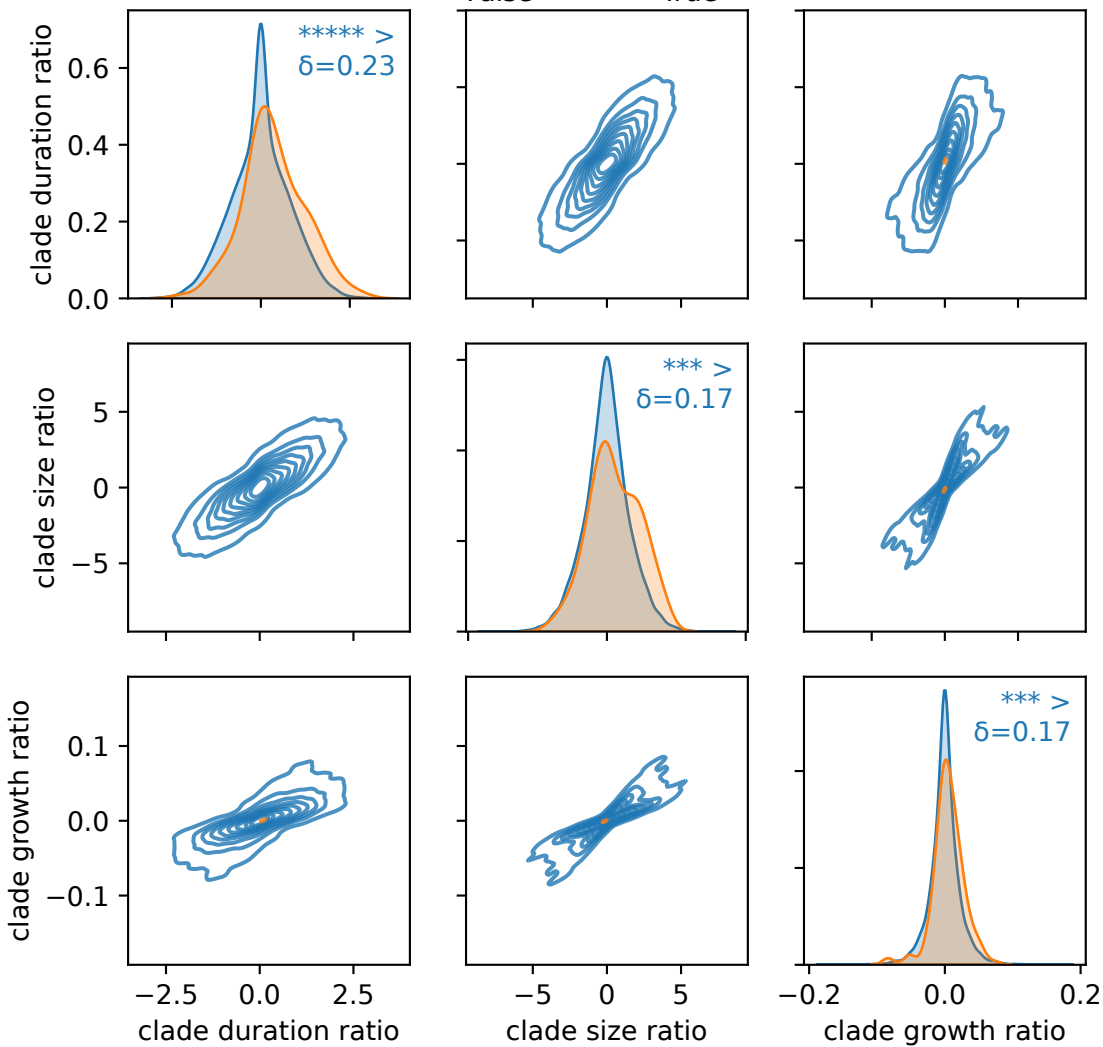 ***** >
δ=0.23
clade duration ratio
0.6
0.4
0.2
0.0
*** >
δ=0.17
clade size ratio
5
0
−5
*** >
δ=0.17
clade growth ratio
0.1
0.0
−0.1
−2.5 0.0 2.5
−5 0 5
−0.2 0.0 0.2
clade duration ratio
clade size ratio
clade growth ratio